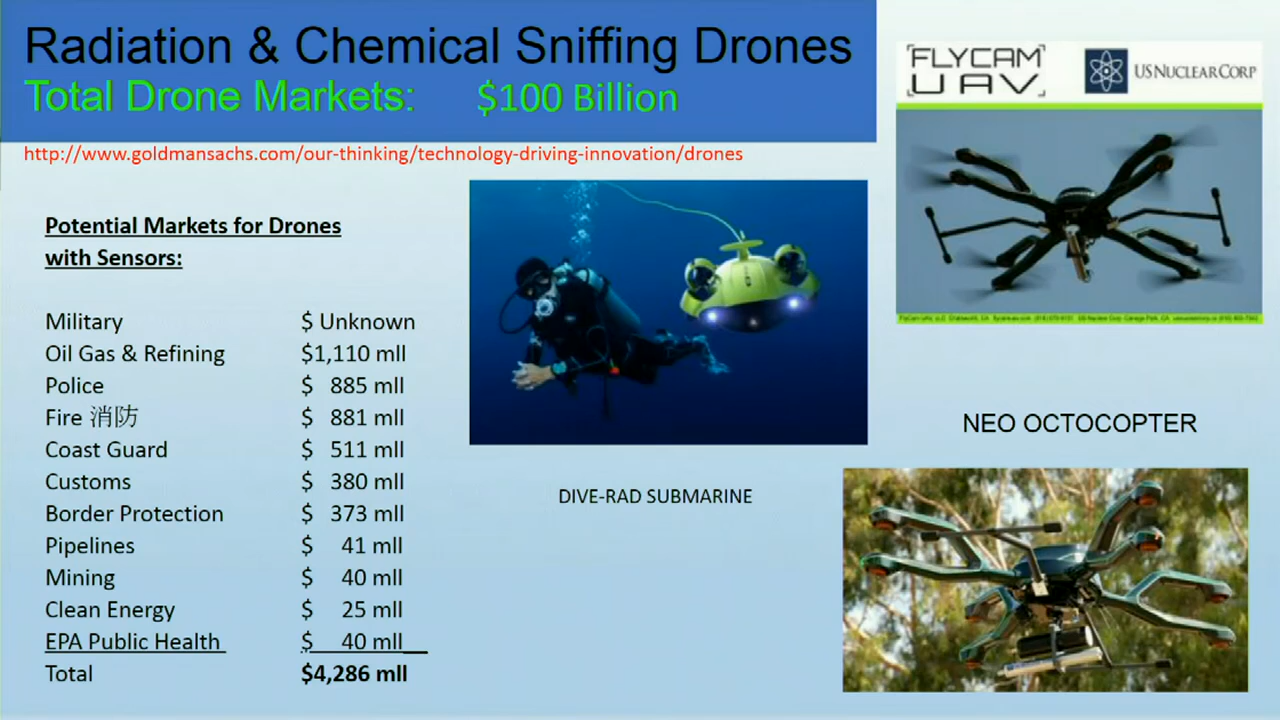 Radiation & Chemical Sniffing Drones
Total Drone Markets: $100 Billion
http://www.goldmansachs.com/our-thinking/technology-driving-innovation/drones
Potential Markets for Drones
with Sensors:
Military $ Unknown
Oil Gas & Refining $1,110 mll
Police $ 885 mll
Fire 消防 $ 881 mll
Coast Guard $ 511 mll
Customs $ 380 mll
Border Protection $ 373 mll
Pipelines $ 41 mll
Mining $ 40 mll
Clean Energy $ 25 mll
EPA Public Health $ 40 mll
Total $4,286 mll
DIVE-RAD SUBMARINE
FLYCAM
UAV
US NUCLEAR CORP
NEO OCTOCOPTER